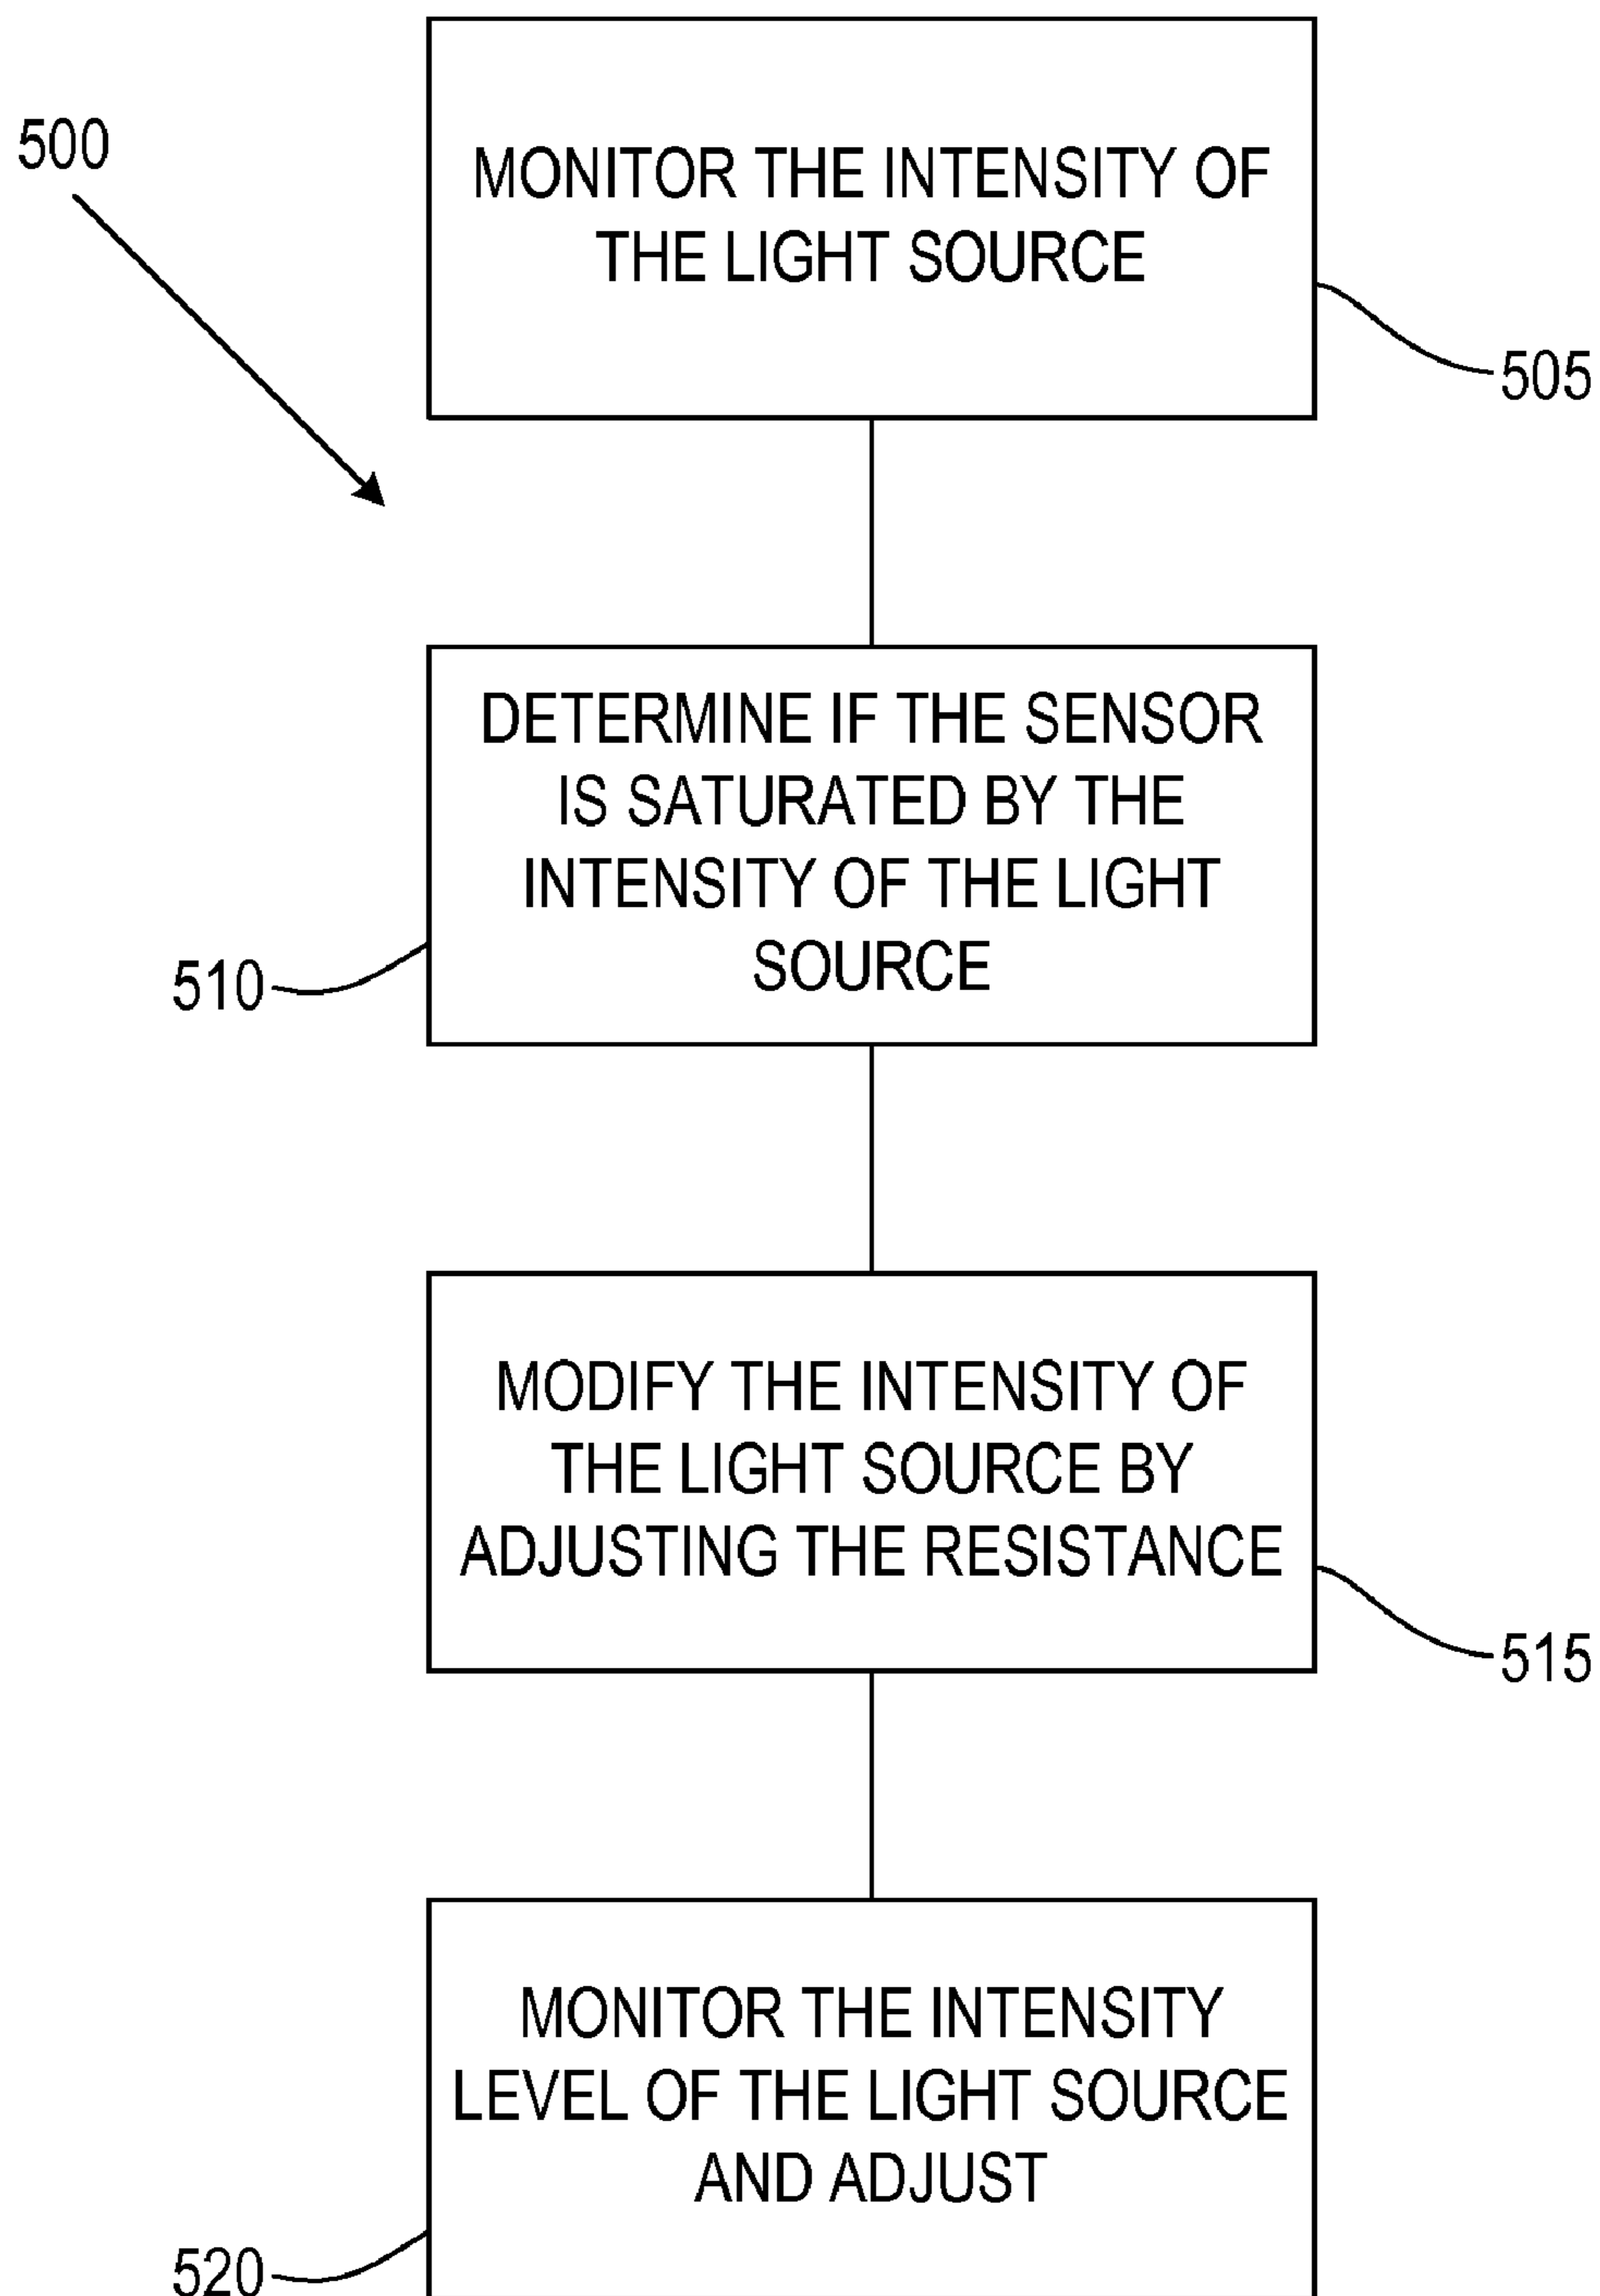 500
MONITOR THE INTENSITY OF
THE LIGHT SOURCE
505
DETERMINE IF THE SENSOR
IS SATURATED BY THE
INTENSITY OF THE LIGHT
SOURCE
510
MODIFY THE INTENSITY OF
THE LIGHT SOURCE BY
ADJUSTING THE RESISTANCE
515
MONITOR THE INTENSITY
LEVEL OF THE LIGHT SOURCE
AND ADJUST
520